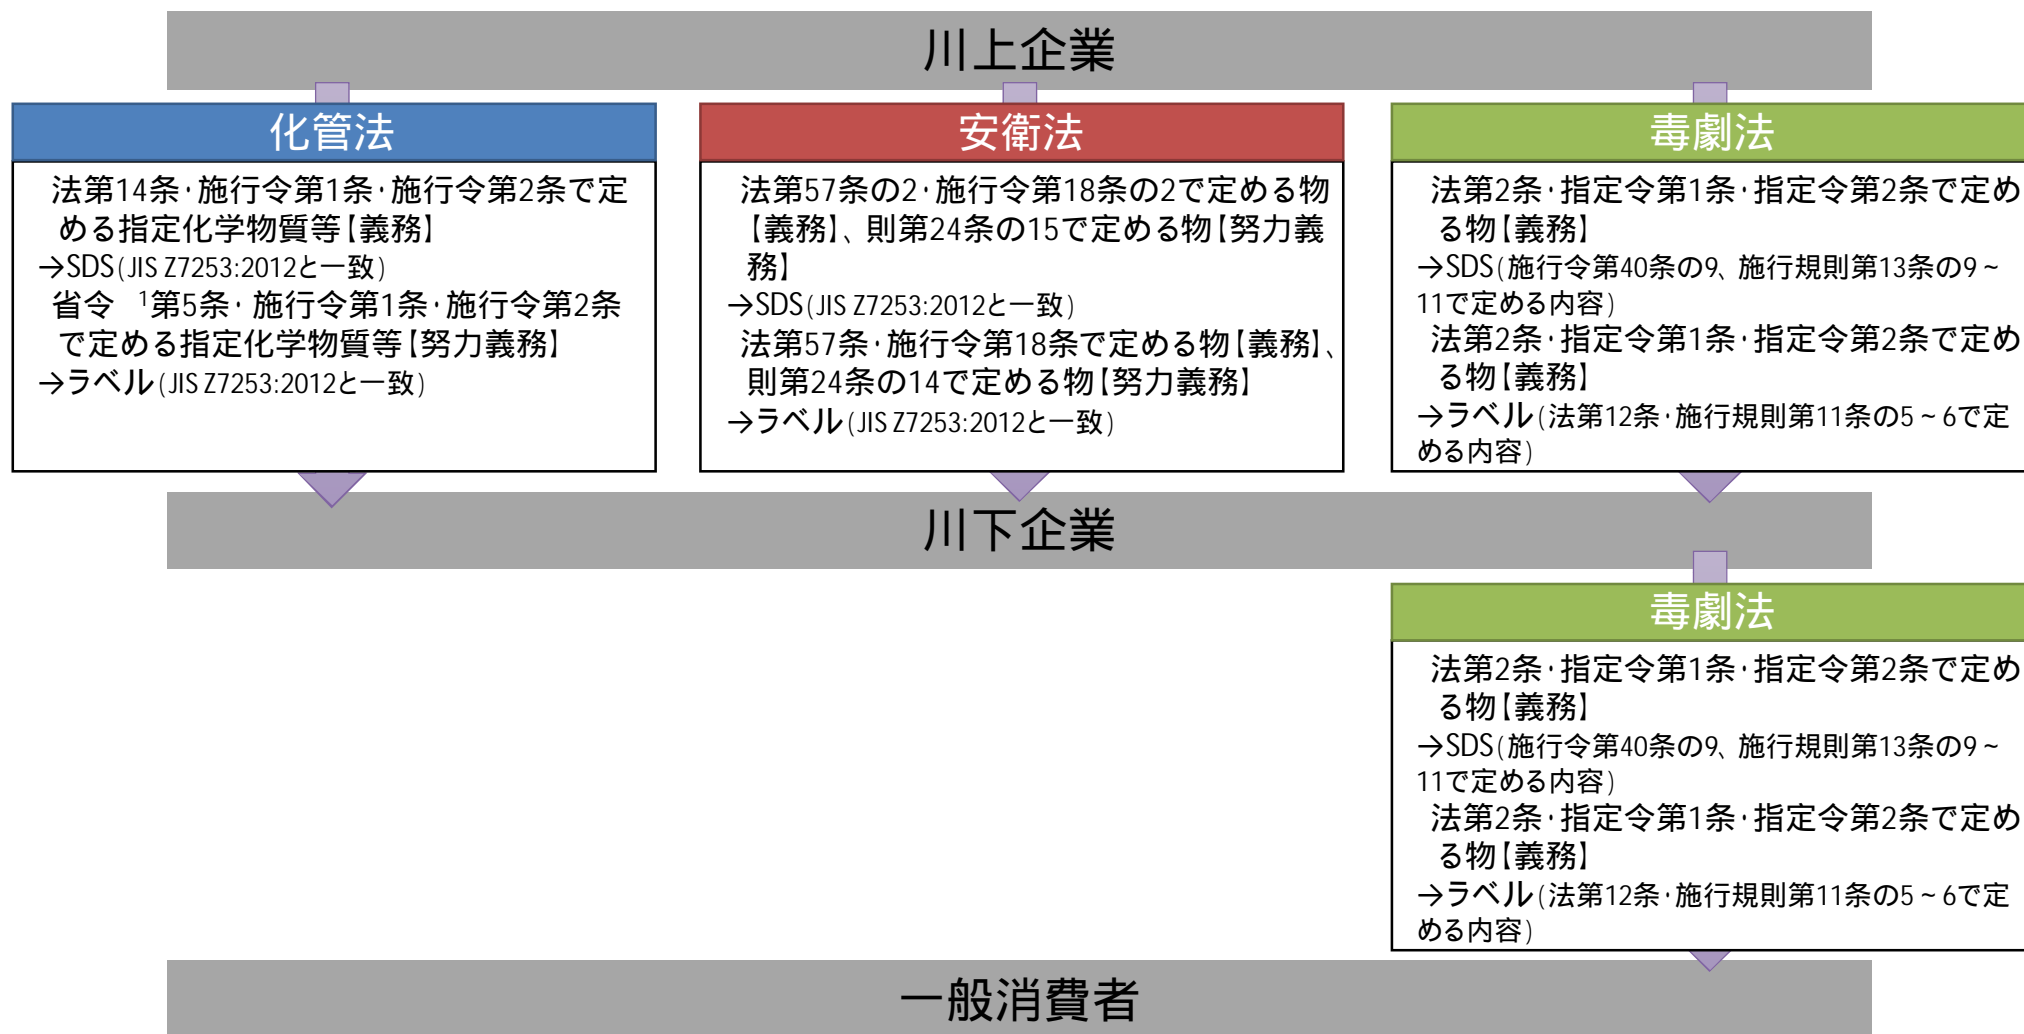 川上企業
化管法
法第14条･施行令第1条･施行令第2条で定
める指定化学物質等【義務】
→SDS(JIS Z7253:2012と一致)
省令 1第5条･施行令第1条･施行令第2条
で定める指定化学物質等【努力義務】
→ラベル(JIS Z7253:2012と一致)
安衛法
法第57条の2･施行令第18条の2で定める物
【義務】、則第24条の15で定める物【努力義
務】
→SDS(JIS Z7253:2012と一致)
法第57条･施行令第18条で定める物【義務】、
則第24条の14で定める物【努力義務】
→ラベル(JIS Z7253:2012と一致)
毒劇法
法第2条･指定令第1条･指定令第2条で定め
る物【義務】
→SDS(施行令第40条の9、施行規則第13条の9～
11で定める内容)
法第2条･指定令第1条･指定令第2条で定め
る物【義務】
→ラベル(法第12条･施行規則第11条の5～6で定
める内容)
川下企業
毒劇法
法第2条･指定令第1条･指定令第2条で定め
る物【義務】
→SDS(施行令第40条の9、施行規則第13条の9～
11で定める内容)
法第2条･指定令第1条･指定令第2条で定め
る物【義務】
→ラベル(法第12条･施行規則第11条の5～6で定
める内容)
一般消費者